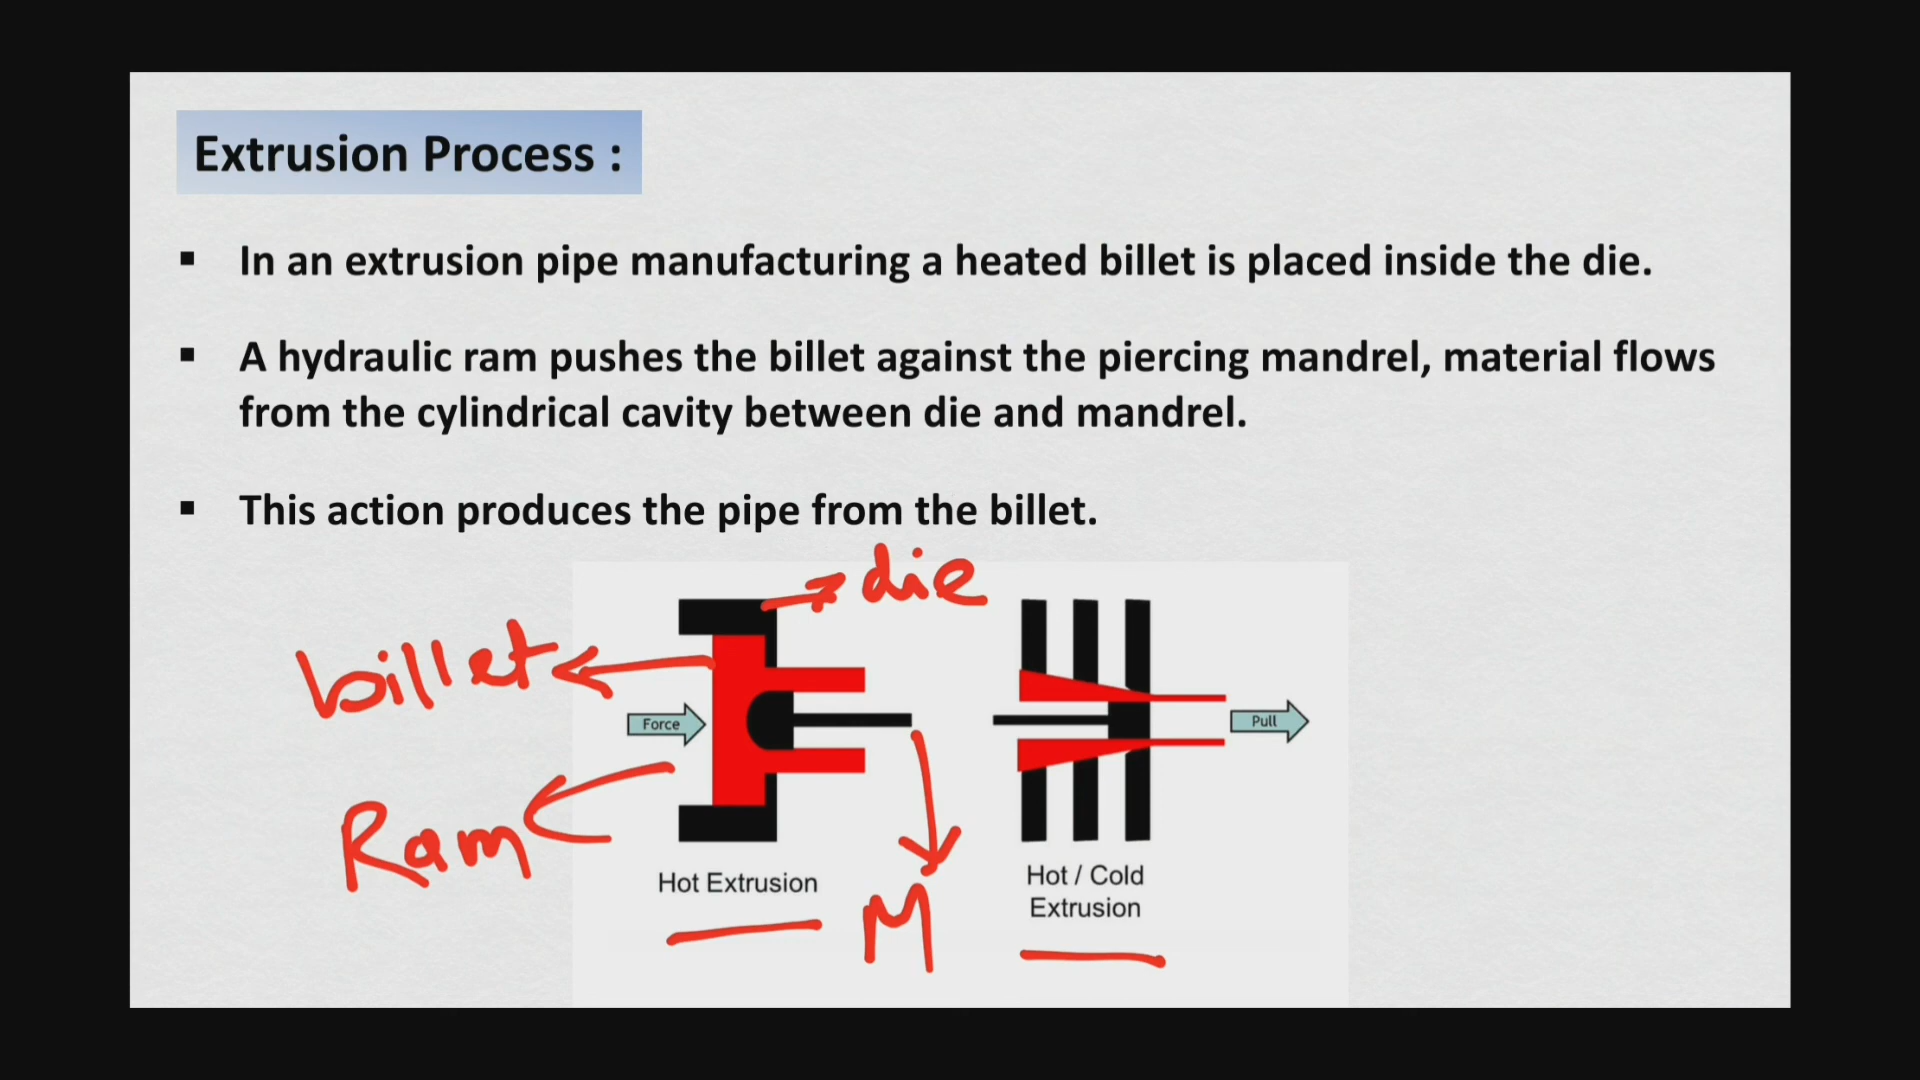 Extrusion Process :
▪ In an extrusion pipe manufacturing a heated billet is placed inside the die.
▪ A hydraulic ram pushes the billet against the piercing mandrel, material flows
from the cylindrical cavity between die and mandrel.
▪ This action produces the pipe from the billet.
die
billet
Force
Pull
Ram
Hot Extrusion
Hot / Cold
Extrusion
M